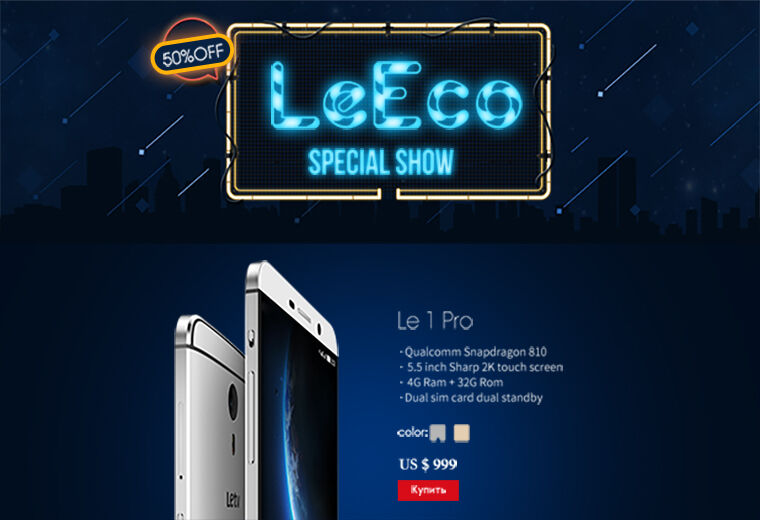 50%OFF
LeEco
SPECIAL SHOW
Le 1 Pro
- Qualcomm Snapdragon 810
- 5.5 inch Sharp 2K touch screen
- 4G Ram + 32G Rom
- Dual sim card dual standby
color:
US $ 999
Купить
Letv